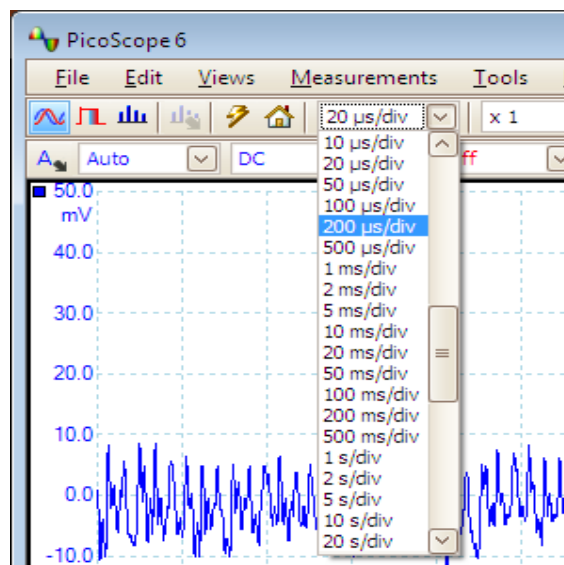 PicoScope 6
File Edit Views Measurements Tools
20 µs/div x 1
A Auto DC ff
10 µs/div
20 µs/div
50 µs/div
100 µs/div
200 µs/div
500 µs/div
1 ms/div
2 ms/div
5 ms/div
10 ms/div
20 ms/div
50 ms/div
100 ms/div
200 ms/div
500 ms/div
1 s/div
2 s/div
5 s/div
10 s/div
20 s/div
50.0
mV
40.0
30.0
20.0
10.0
0.0
-10.0